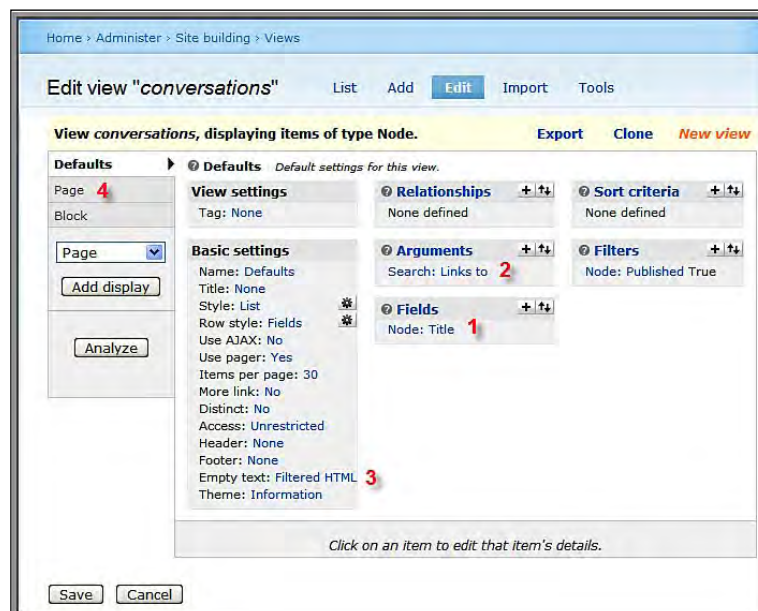 Home > Administer > Site building > Views
Edit view "conversations" List Add Edit Import Tools
View conversations, displaying items of type Node. Export Clone New view
Defaults
Page 4
Block
Page
Add display
Analyze
Defaults Default settings for this view.
View settings
Tag: None
Basic settings
Name: Defaults
Title: None
Style: List
Row style: Fields
Use AJAX: No
Use pager: Yes
Items per page: 30
More link: No
Distinct: No
Access: Unrestricted
Header: None
Footer: None
Empty text: Filtered HTML 3
Theme: Information
Relationships
None defined
Arguments
Search: Links to 2
Fields
Node: Title 1
Sort criteria
None defined
Filters
Node: Published True
Click on an item to edit that item's details.
Save Cancel